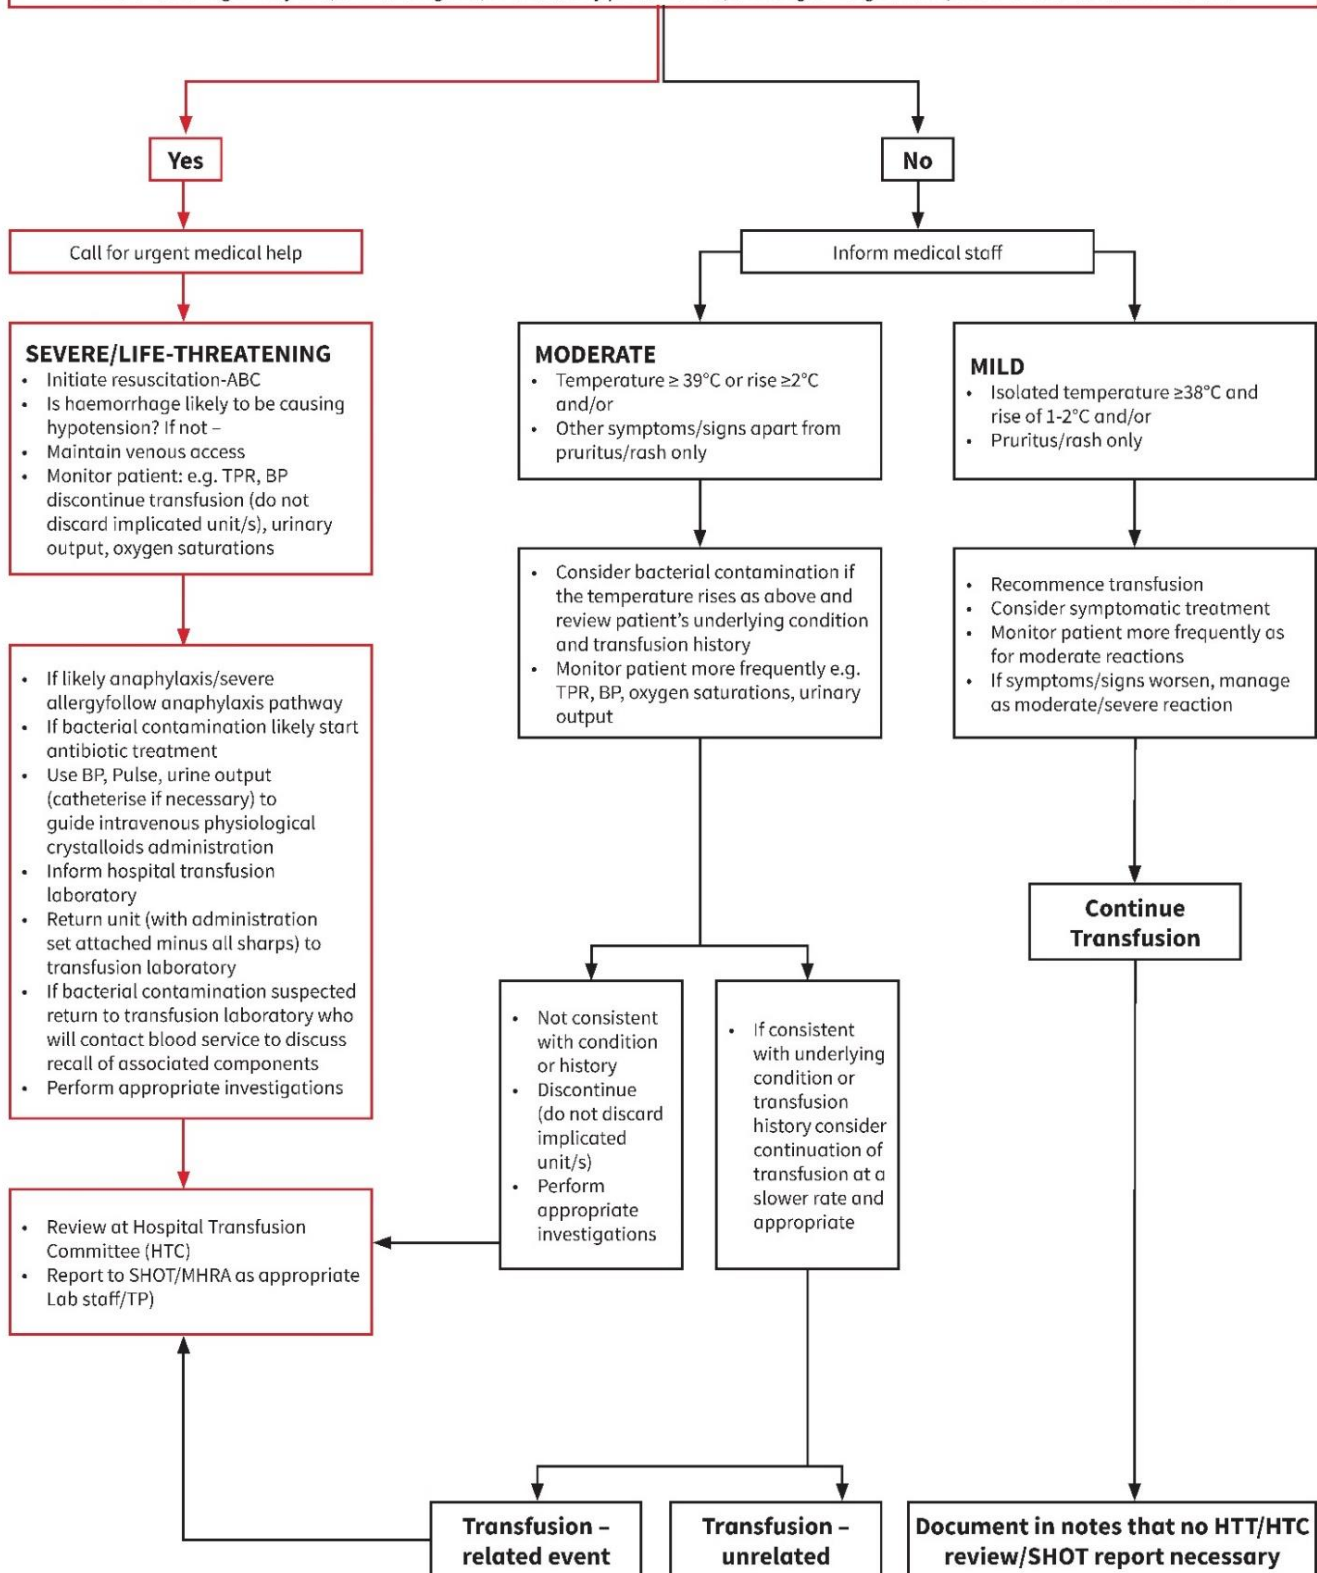 Yes
No
Call for urgent medical help
Inform medical staff
SEVERE/LIFE-THREATENING
• Initiate resuscitation-ABC
• Is haemorrhage likely to be causing
hypotension? If not –
• Maintain venous access
• Monitor patient: e.g. TPR, BP
discontinue transfusion (do not
discard implicated unit/s), urinary
output, oxygen saturations
MODERATE
• Temperature ≥ 39°C or rise ≥2°C
and/or
• Other symptoms/signs apart from
pruritus/rash only
MILD
• Isolated temperature ≥38°C and
rise of 1-2°C and/or
• Pruritus/rash only
• If likely anaphylaxis/severe
allergyfollow anaphylaxis pathway
• If bacterial contamination likely start
antibiotic treatment
• Use BP, Pulse, urine output
(catheterise if necessary) to
guide intravenous physiological
crystalloids administration
• Inform hospital transfusion
laboratory
• Return unit (with administration
set attached minus all sharps) to
transfusion laboratory
• If bacterial contamination suspected
return to transfusion laboratory who
will contact blood service to discuss
recall of associated components
• Perform appropriate investigations
• Consider bacterial contamination if
the temperature rises as above and
review patient’s underlying condition
and transfusion history
• Monitor patient more frequently e.g.
TPR, BP, oxygen saturations, urinary
output
• Recommence transfusion
• Consider symptomatic treatment
• Monitor patient more frequently as
for moderate reactions
• If symptoms/signs worsen, manage
as moderate/severe reaction
Continue
Transfusion
• Not consistent
with condition
or history
• Discontinue
(do not discard
implicated
unit/s)
• Perform
appropriate
investigations
• If consistent
with underlying
condition or
transfusion
history consider
continuation of
transfusion at a
slower rate and
appropriate
• Review at Hospital Transfusion
Committee (HTC)
• Report to SHOT/MHRA as appropriate
Lab staff/TP)
Transfusion –
related event
Transfusion –
unrelated
Document in notes that no HTT/HTC
review/SHOT report necessary